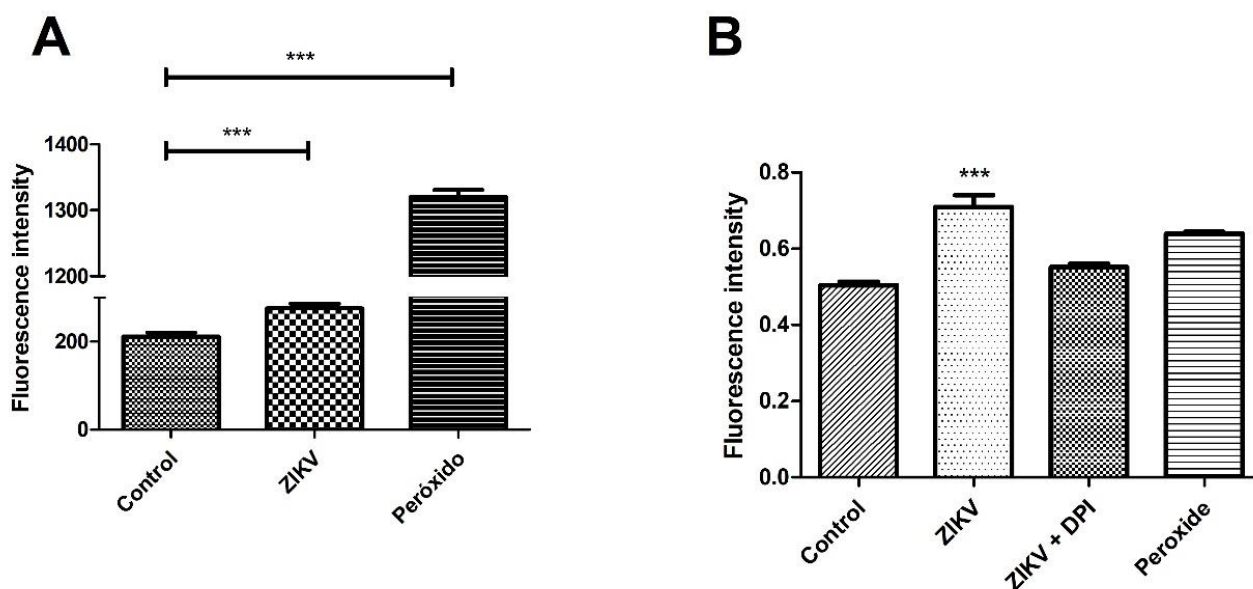 A
***
***
Fluorescence intensity
1400
1300
1200
200
0
Control
ZIKV
Peróxido
B
***
Fluorescence intensity
0.8
0.6
0.4
0.2
0.0
Control
ZIKV
ZIKV + DPI
Peroxide